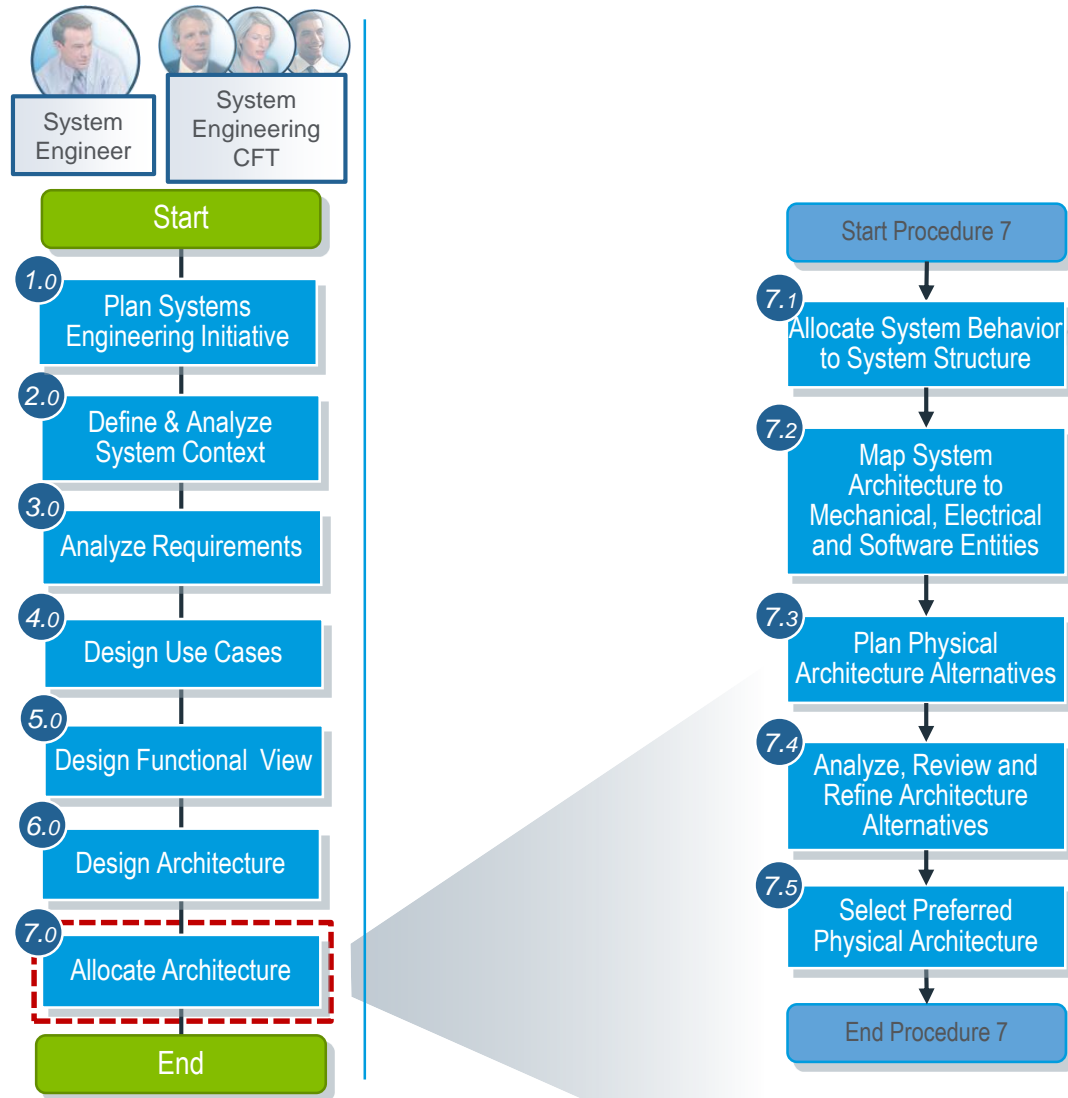 System
Engineer
System
Engineering
CFT
Start
1.0
Plan Systems
Engineering Initiative
2.0
Define & Analyze
System Context
3.0
Analyze Requirements
4.0
Design Use Cases
5.0
Design Functional View
6.0
Design Architecture
7.0
Allocate Architecture
End
Start Procedure 7
7.1
Allocate System Behavior
to System Structure
7.2
Map System
Architecture to
Mechanical, Electrical
and Software Entities
7.3
Plan Physical
Architecture Alternatives
7.4
Analyze, Review and
Refine Architecture
Alternatives
7.5
Select Preferred
Physical Architecture
End Procedure 7